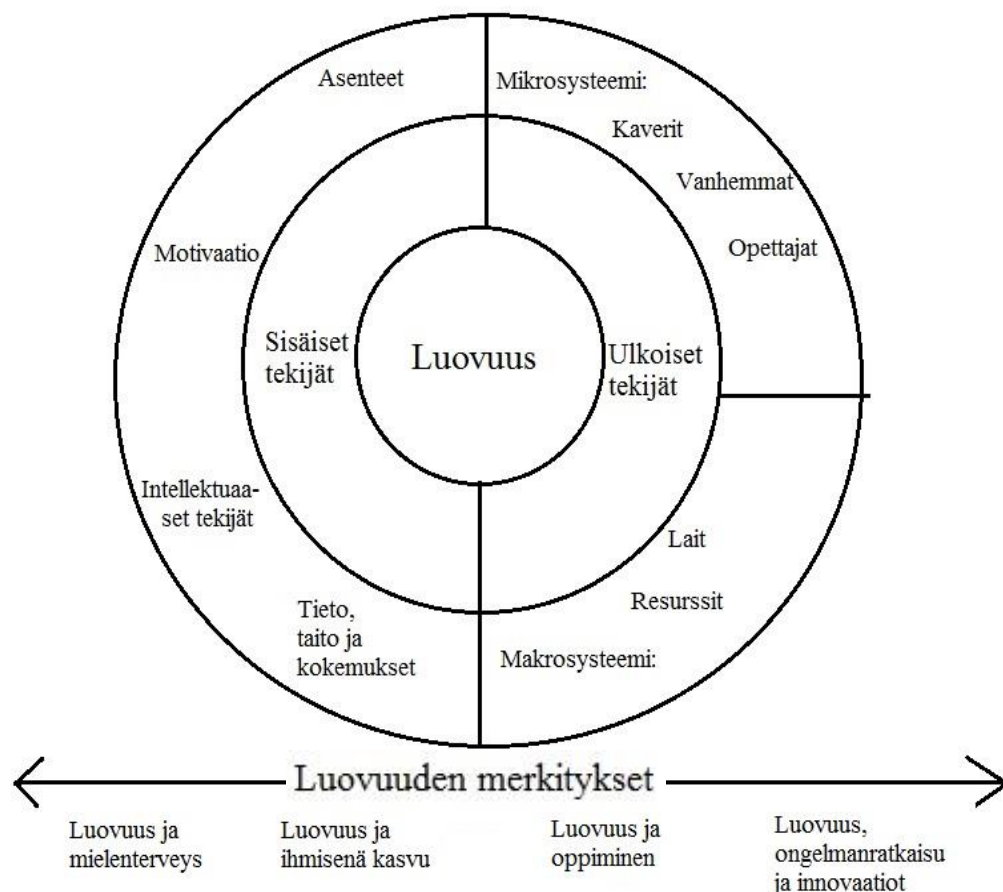 Asenteet
Mikrosysteemi:
Kaverit
Vanhemmat
Opettajat
Motivaatio
Sisäiset
tekijät
Luovuus
Ulkoiset
tekijät
Intellektuaa-
set tekijät
Lait
Resurssit
Tieto,
taito ja
kokemukset
Makrosysteemi:
Luovuuden merkitykset
Luovuus ja
mielenterveys
Luovuus ja
ihmisenä kasvu
Luovuus ja
oppiminen
Luovuus,
ongelmanratkaisu
ja innovaatiot